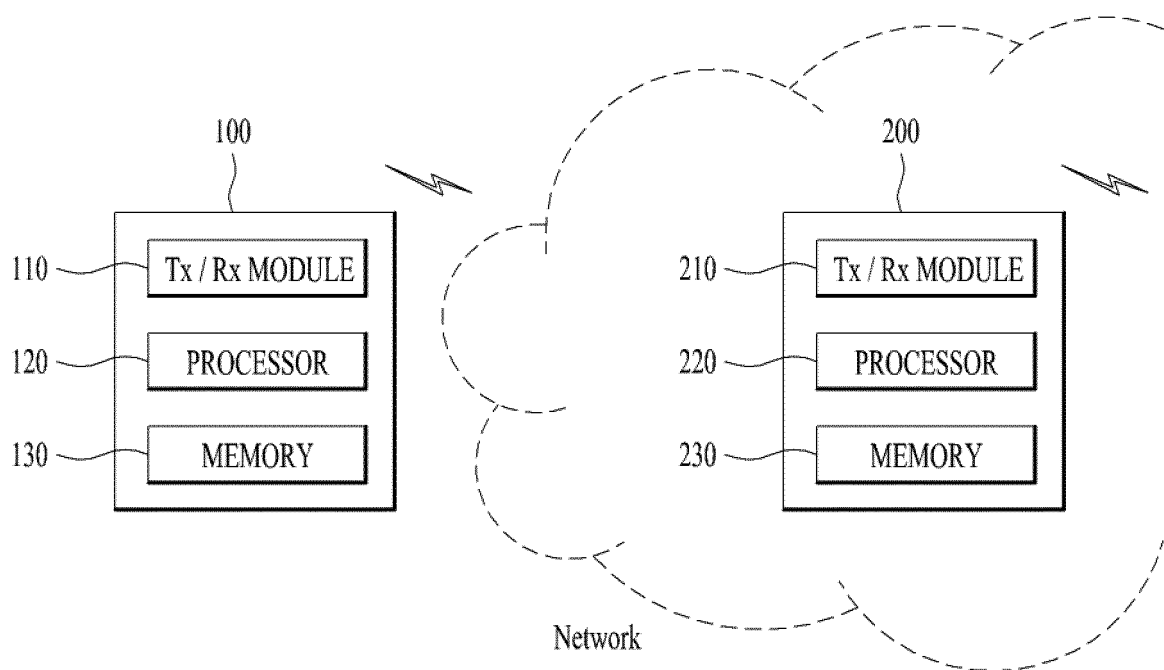 100 200
110 Tx / Rx MODULE 210 Tx / Rx MODULE
120 PROCESSOR 220 PROCESSOR
130 MEMORY 230 MEMORY
Network